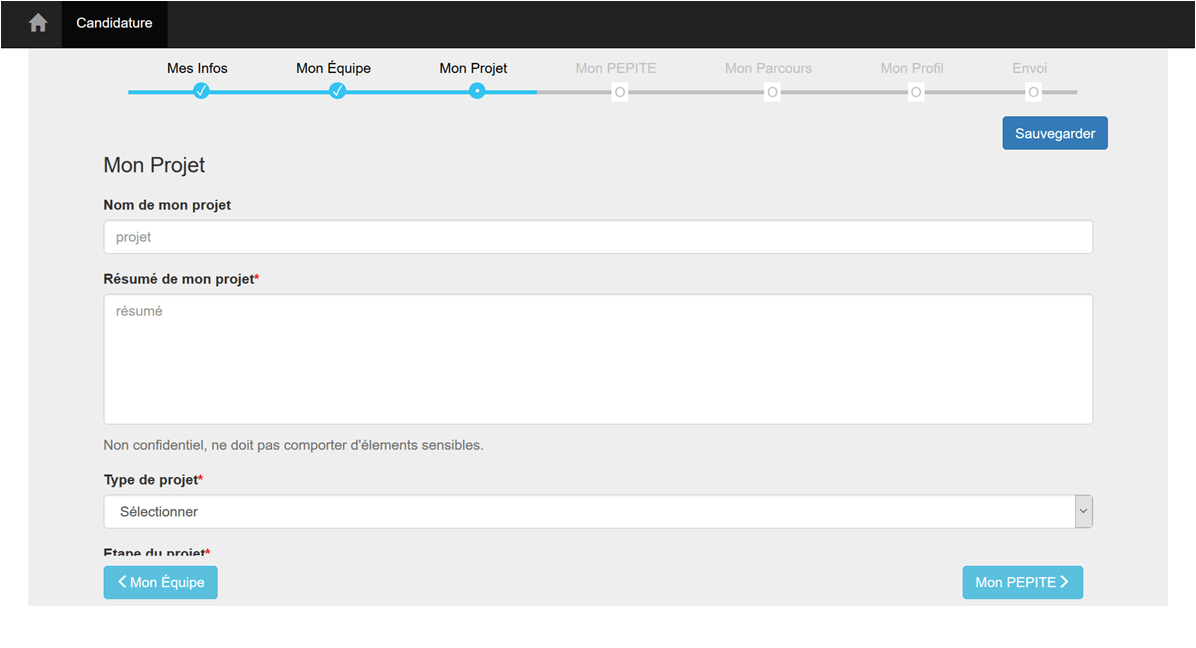 Candidature
Mes Infos Mon Équipe Mon Projet Mon PEPITE Mon Parcours Mon Profil Envoi
Sauvegarder
Mon Projet
Nom de mon projet
projet
Résumé de mon projet*
résumé
Non confidentiel, ne doit pas comporter d'élements sensibles.
Type de projet*
Sélectionner
Etape du projet*
Mon Équipe
Mon PEPITE